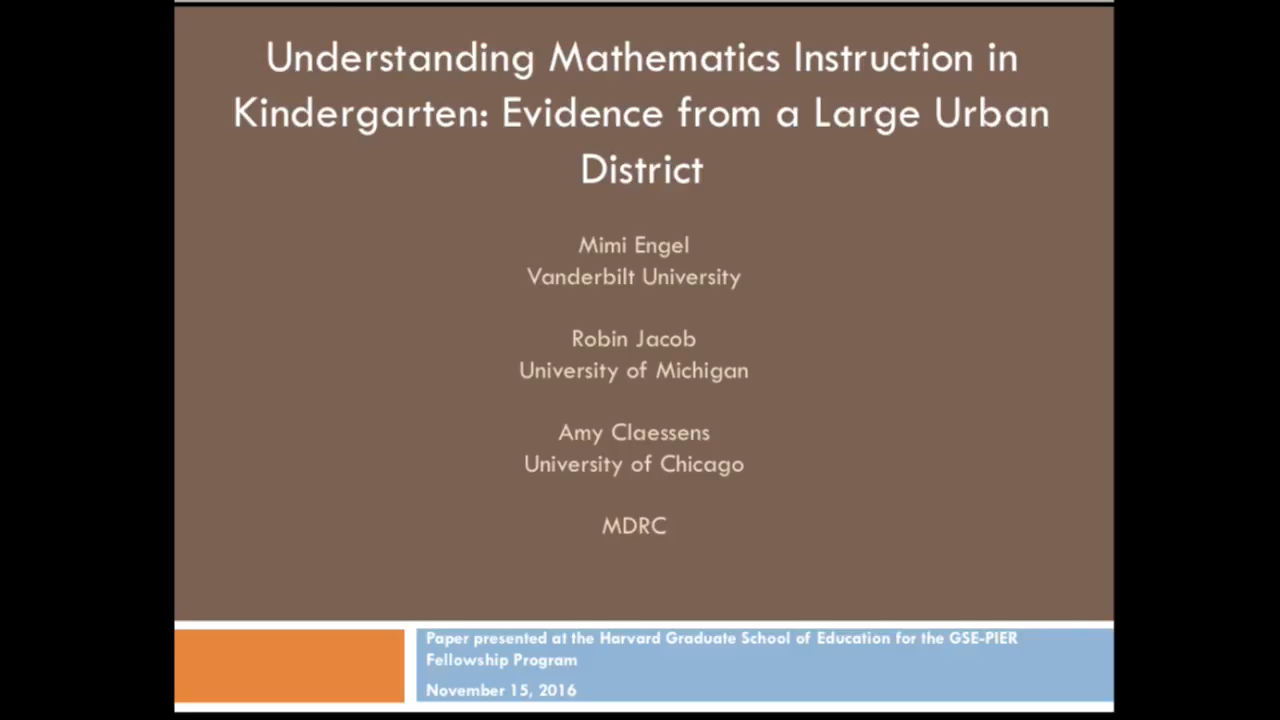 Understanding Mathematics Instruction in
Kindergarten: Evidence from a Large Urban
District
Mimi Engel
Vanderbilt University
Robin Jacob
University of Michigan
Amy Claessens
University of Chicago
MDRC
Paper presented at the Harvard Graduate School of Education for the GSE-PIER
Fellowship Program
November 15, 2016